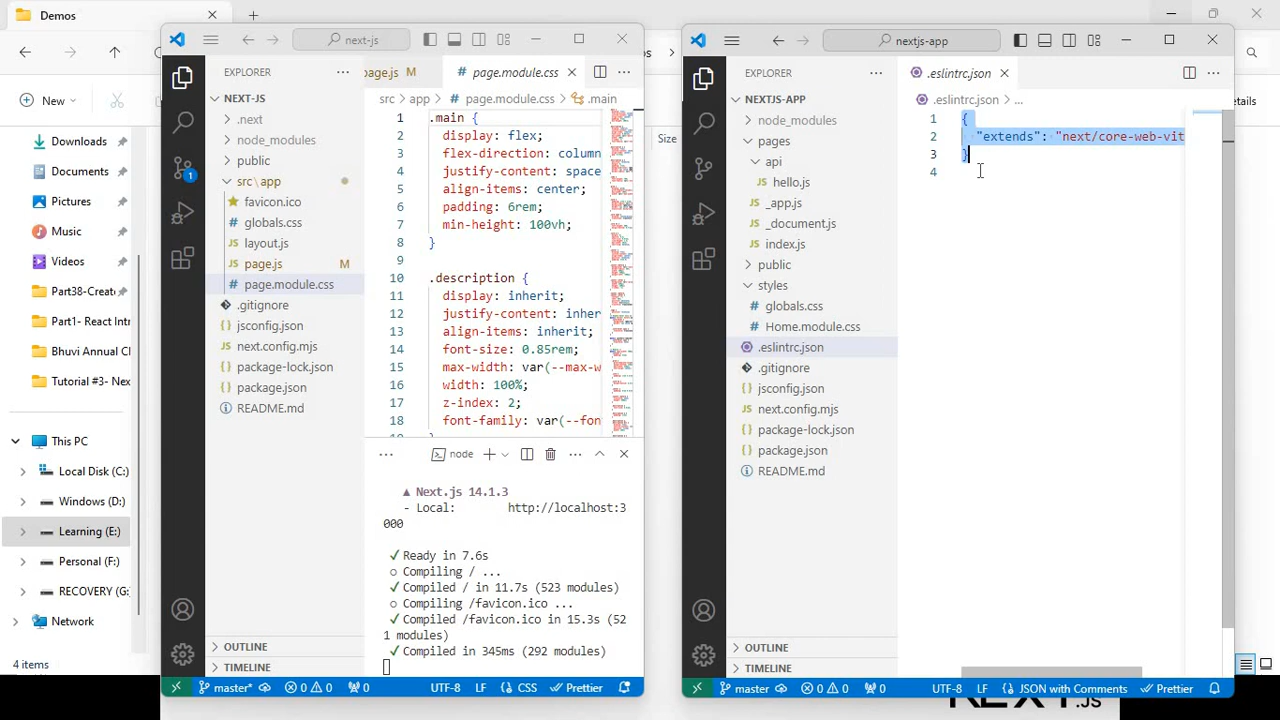 Demos
New
Downloads
Documents
Pictures
Music
Videos
Part38-Create
Part1- React Intr
Bhuvi Annual Cl
Tutorial #3- Nex
This PC
Local Disk (C:)
Windows (D:)
Learning (E:)
Personal (F:)
RECOVERY (G:
Network
4 items
next-js
EXPLORER
NEXT-JS
.next
node_modules
public
src\app
favicon.ico
globals.css
layout.js
page.js M
page.module.css
.gitignore
jsconfig.json
next.config.mjs
package-lock.json
package.json
README.md
OUTLINE
TIMELINE
page.js page.module.css
src > app > page.module.css > .main
1 .main {
2 display: flex;
3 flex-direction: column
4 justify-content: space
5 align-items: center;
6 padding: 6rem;
7 min-height: 100vh;
8 }
9
10 .description {
11 display: inherit;
12 justify-content: inher
13 align-items: inherit;
14 font-size: 0.85rem;
15 max-width: var(--max-w
16 width: 100%;
17 z-index: 2;
18 font-family: var(--fon
node
▲ Next.js 14.1.3
- Local: http://localhost:3
000
✓ Ready in 7.6s
○ Compiling / ...
✓ Compiled / in 11.7s (523 modules)
○ Compiling /favicon.ico ...
✓ Compiled /favicon.ico in 15.3s (52
1 modules)
✓ Compiled in 345ms (292 modules)
master* 0 0 0 UTF-8 LF CSS Prettier
Size
nextjs-app
EXPLORER
NEXTJS-APP
node_modules
pages
api
hello.js
_app.js
_document.js
index.js
public
styles
globals.css
Home.module.css
.eslintrc.json
.gitignore
jsconfig.json
next.config.mjs
package-lock.json
package.json
README.md
OUTLINE
TIMELINE
.eslintrc.json
.eslintrc.json > ...
1 {
2 "extends": "next/core-web-vit
3 }
4
master 0 0 0 UTF-8 LF JSON with Comments Prettier
etails
NEXT.JS